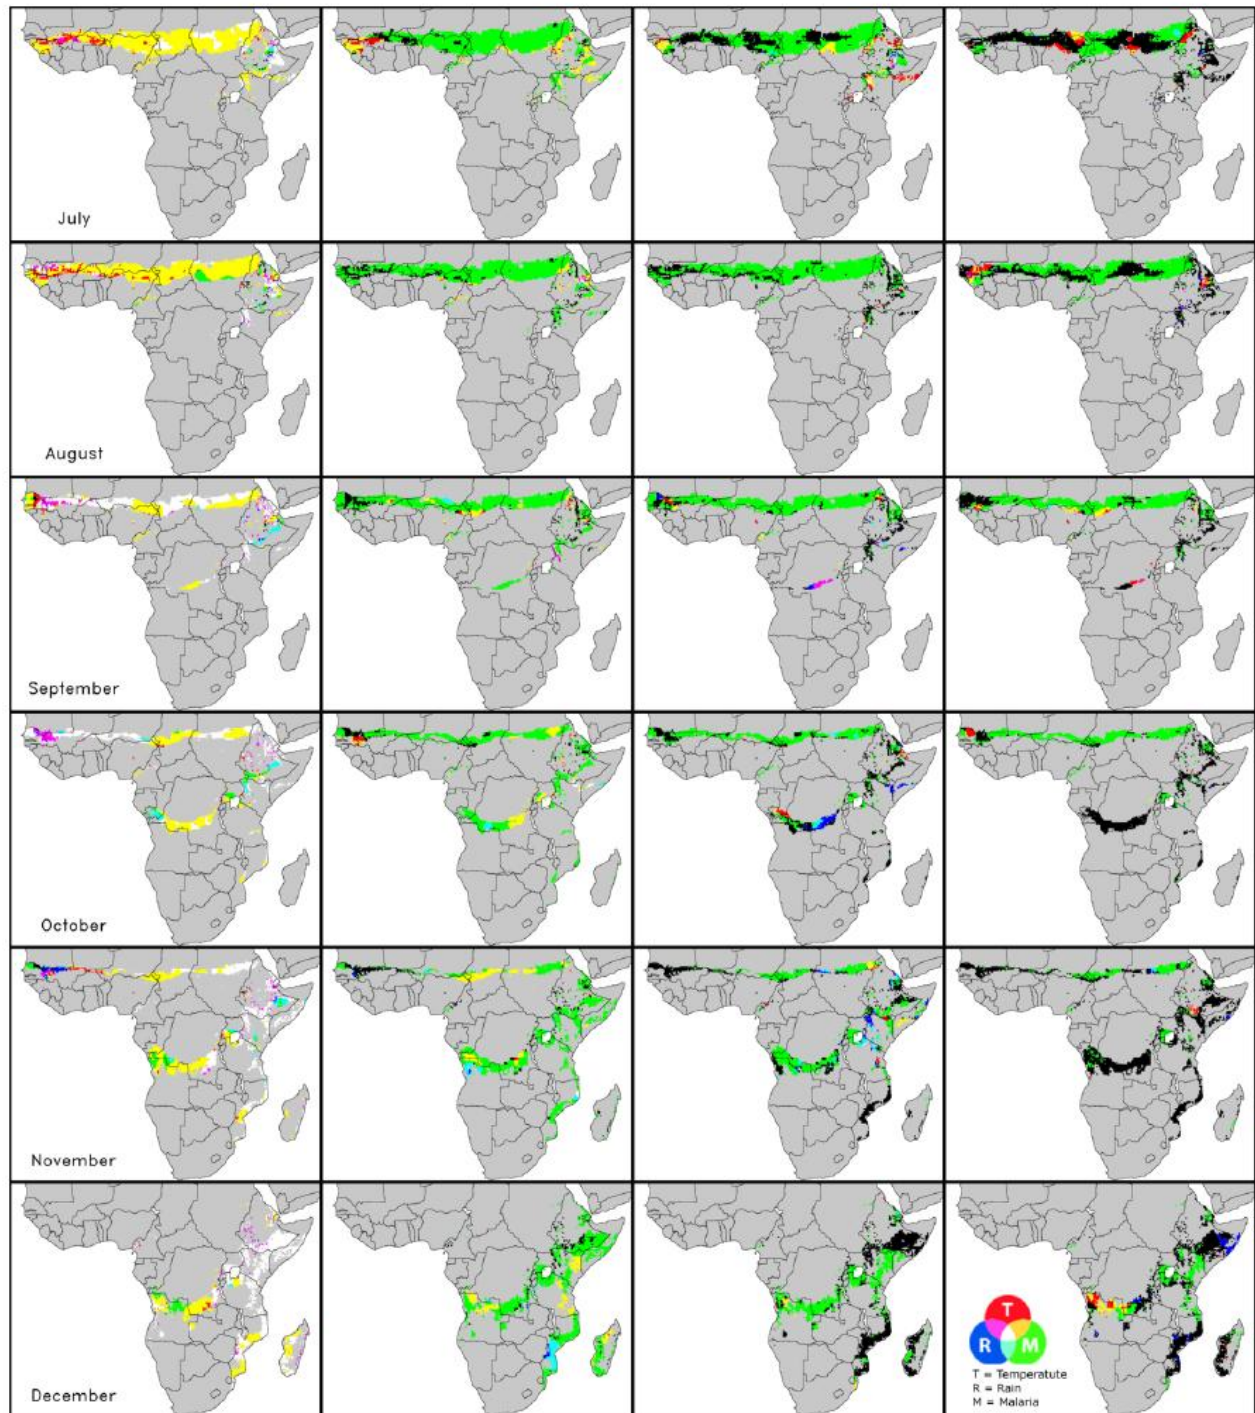 July
August
September
October
November
December
T
R M
T = Temperatute
R = Rain
M = Malaria